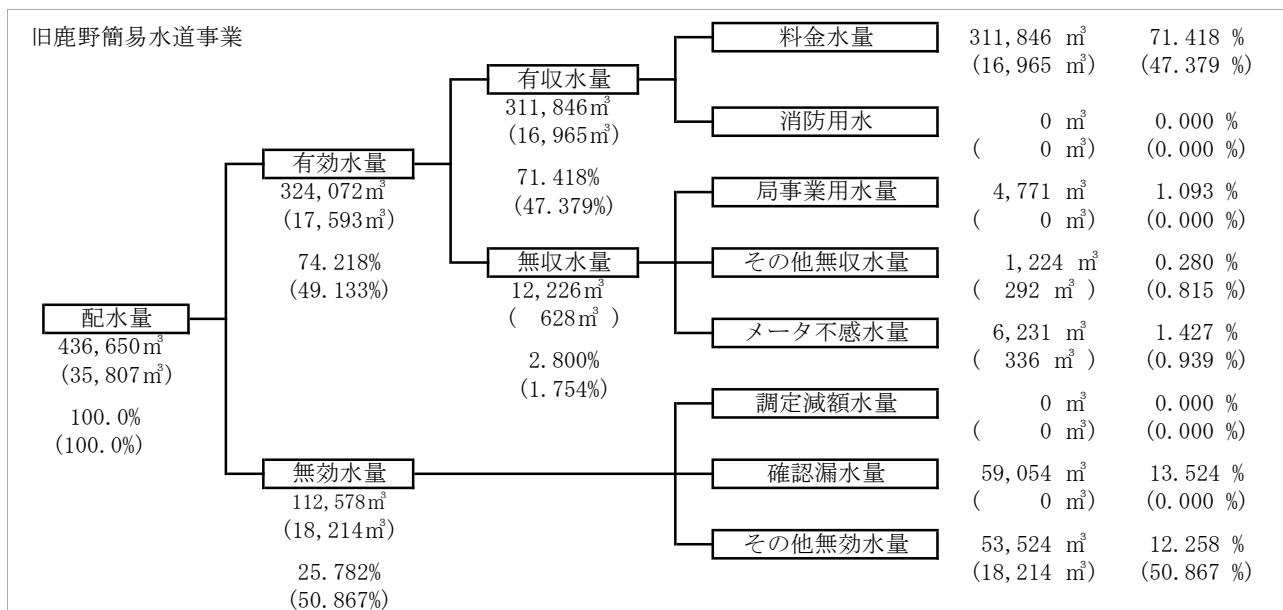 旧鹿野簡易水道事業
配水量
436,650㎥
(35,807㎥)
100.0%
(100.0%)
有効水量
324,072㎥
(17,593㎥)
74.218%
(49.133%)
無効水量
112,578㎥
(18,214㎥)
25.782%
(50.867%)
有収水量
311,846㎥
(16,965㎥)
71.418%
(47.379%)
無収水量
12,226㎥
( 628㎥)
2.800%
(1.754%)
料金水量 311,846 ㎥ 71.418 %
(16,965 ㎥) (47.379 %)
消防用水 0 ㎥ 0.000 %
( 0 ㎥) (0.000 %)
局事業用水量 4,771 ㎥ 1.093 %
( 0 ㎥) (0.000 %)
その他無収水量 1,224 ㎥ 0.280 %
( 292 ㎥) (0.815 %)
メータ不感水量 6,231 ㎥ 1.427 %
( 336 ㎥) (0.939 %)
調定減額水量 0 ㎥ 0.000 %
( 0 ㎥) (0.000 %)
確認漏水量 59,054 ㎥ 13.524 %
( 0 ㎥) (0.000 %)
その他無効水量 53,524 ㎥ 12.258 %
(18,214 ㎥) (50.867 %)